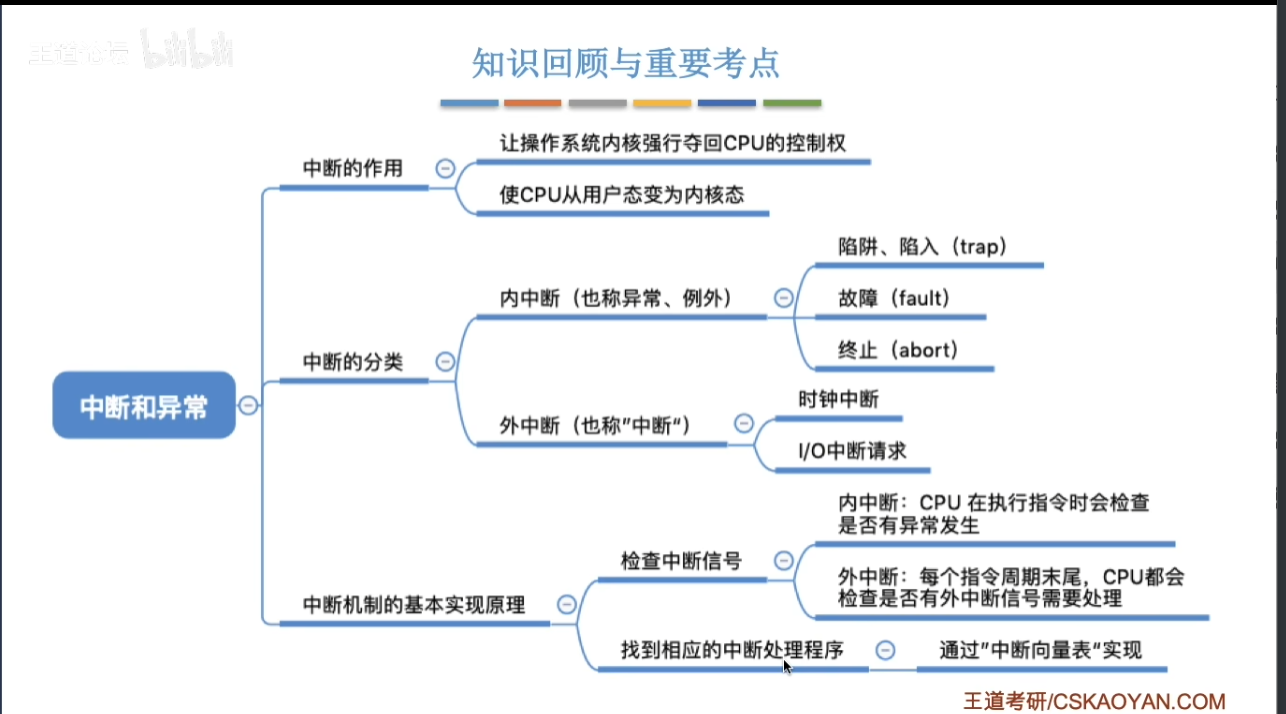 王道论坛 bilibili
知识回顾与重要考点
中断和异常
中断的作用
让操作系统内核强行夺回CPU的控制权
使CPU从用户态变为内核态
中断的分类
内中断（也称异常、例外）
陷阱、陷入（trap）
故障（fault）
终止（abort）
外中断（也称”中断“）
时钟中断
I/O中断请求
中断机制的基本实现原理
检查中断信号
内中断：CPU 在执行指令时会检查
是否有异常发生
外中断：每个指令周期末尾，CPU都会
检查是否有外中断信号需要处理
找到相应的中断处理程序
通过”中断向量表“实现
王道考研/CSKAOYAN.COM